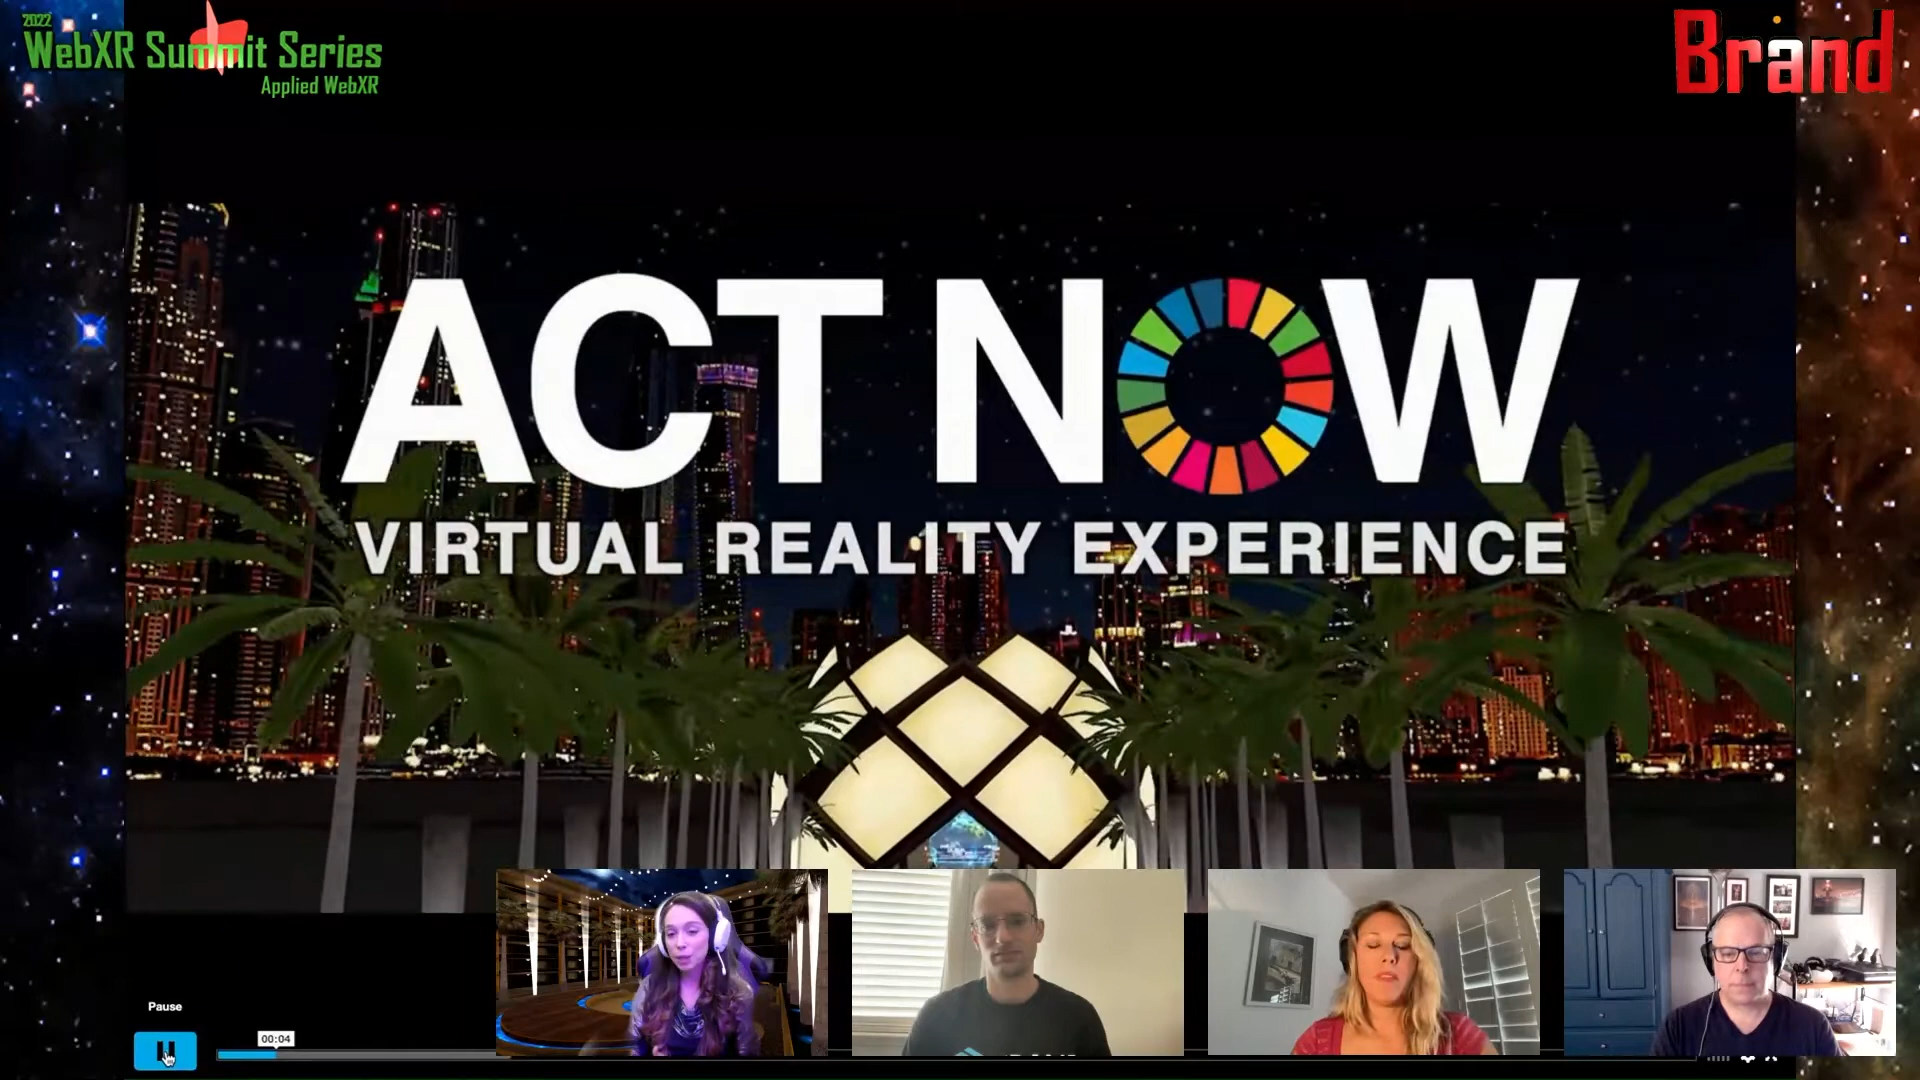 2022
WebXR Summit Series
Applied WebXR
Brand
ACT NOW
VIRTUAL REALITY EXPERIENCE
Pause
00:04